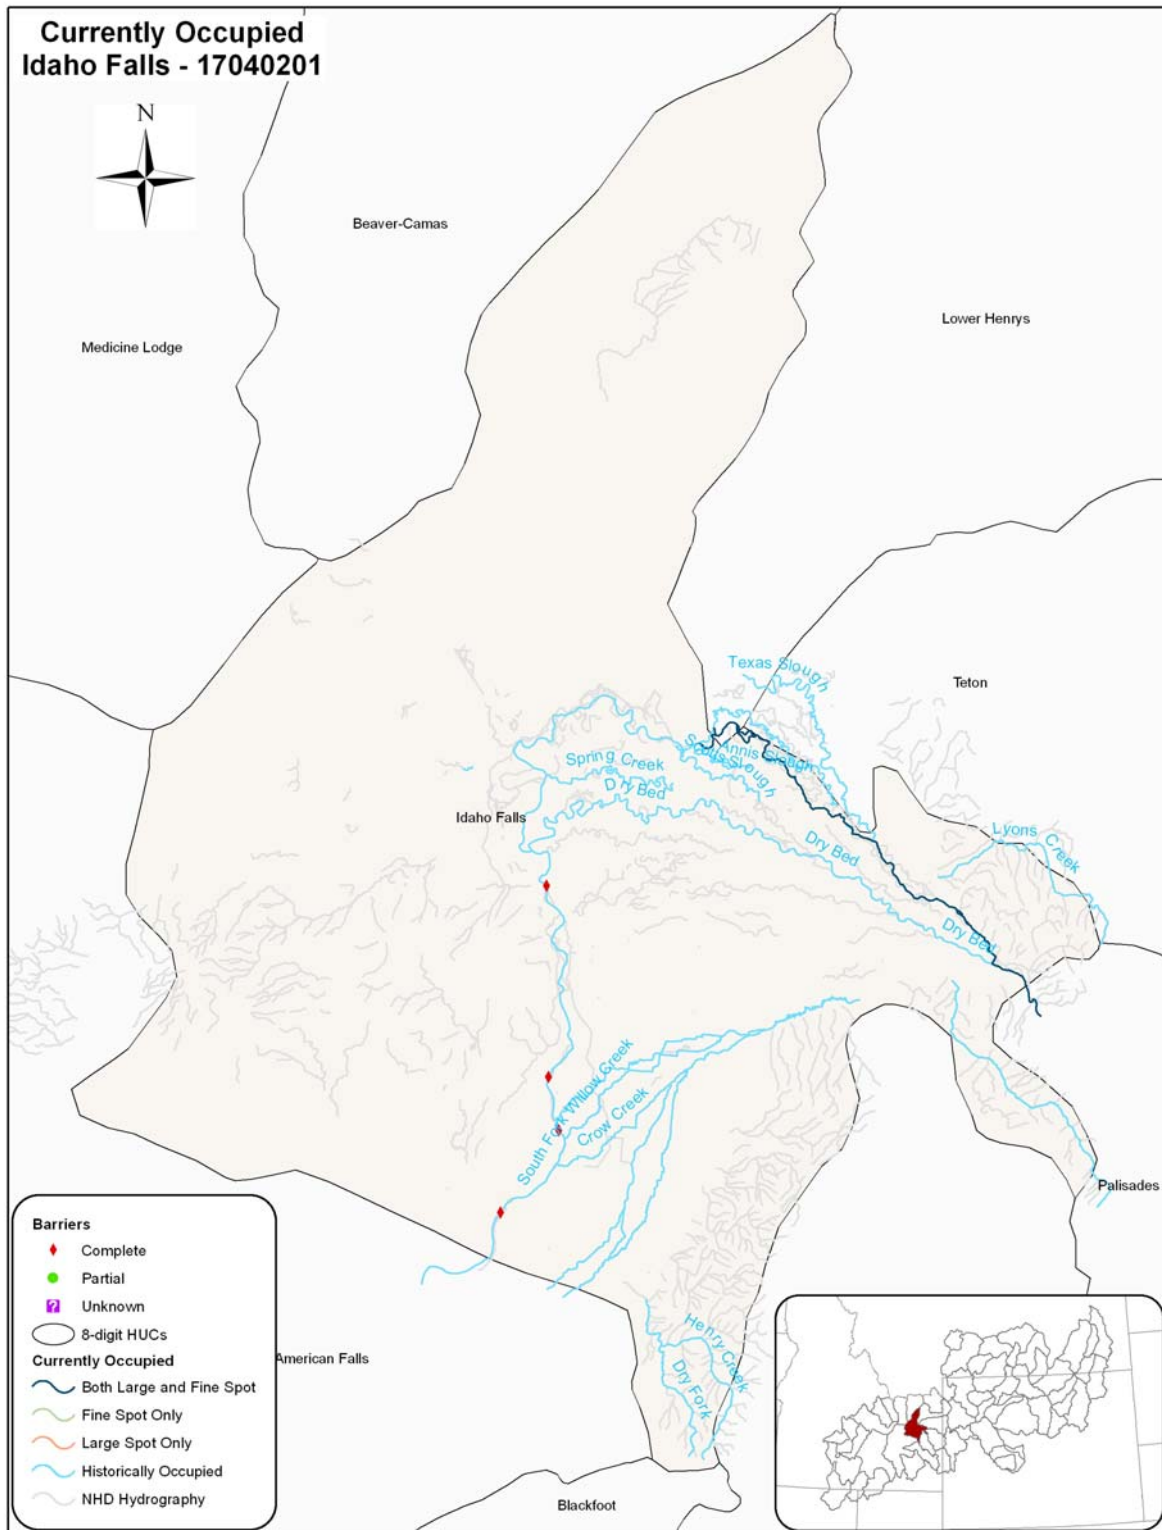 Currently Occupied
Idaho Falls - 17040201
N
Beaver-Camas
Lower Henrys
Medicine Lodge
Texas Slough
Teton
Annis Slough
Scotts Slough
Spring Creek
Dry Bed
Idaho Falls
Lyons Creek
Dry Bed
Dry Bed
South Fork Willow Creek
Crow Creek
Palisades
Henry Creek
Dry Fork
American Falls
Blackfoot
Barriers
Complete
Partial
?
Unknown
8-digit HUCs
Currently Occupied
Both Large and Fine Spot
Fine Spot Only
Large Spot Only
Historically Occupied
NHD Hydrography